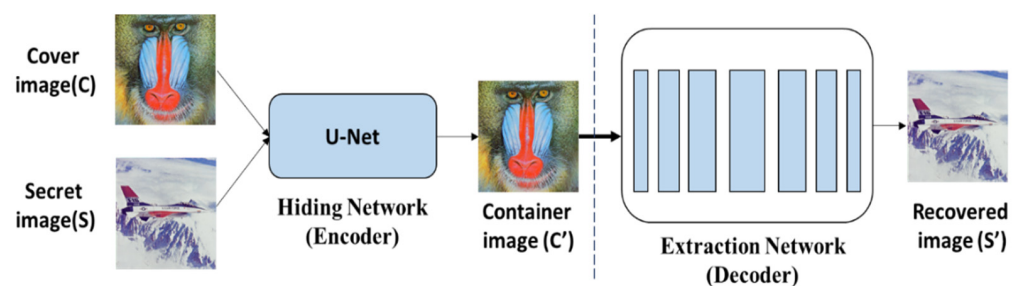 Cover
image(C)
Secret
image(S)
U-Net
Hiding Network
(Encoder)
Container
image (C’)
Extraction Network
(Decoder)
Recovered
image (S’)